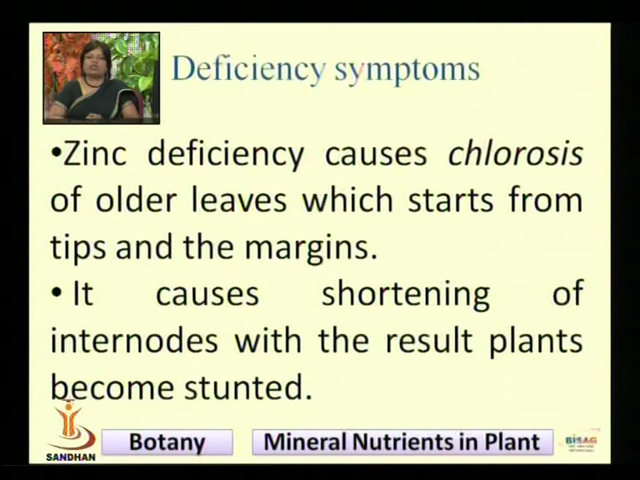 Deficiency symptoms
•Zinc deficiency causes chlorosis
of older leaves which starts from
tips and the margins.
• It causes shortening of
internodes with the result plants
become stunted.
SANDHAN
Botany
Mineral Nutrients in Plant
BISAG